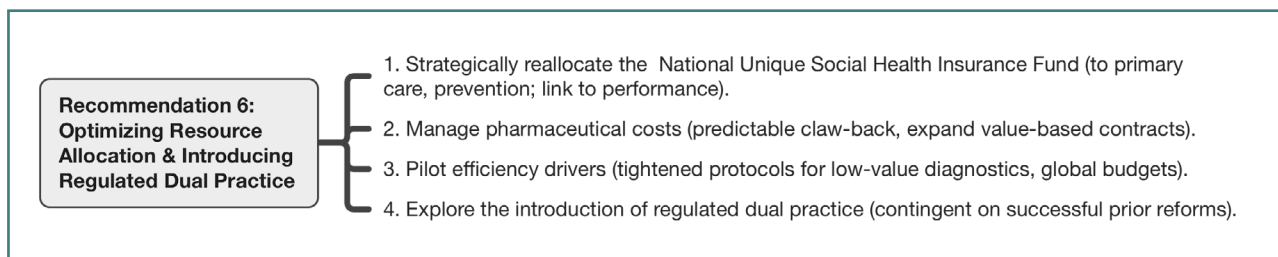 Recommendation 6:
Optimizing Resource
Allocation & Introducing
Regulated Dual Practice
1. Strategically reallocate the National Unique Social Health Insurance Fund (to primary
care, prevention; link to performance).
2. Manage pharmaceutical costs (predictable claw-back, expand value-based contracts).
3. Pilot efficiency drivers (tightened protocols for low-value diagnostics, global budgets).
4. Explore the introduction of regulated dual practice (contingent on successful prior reforms).